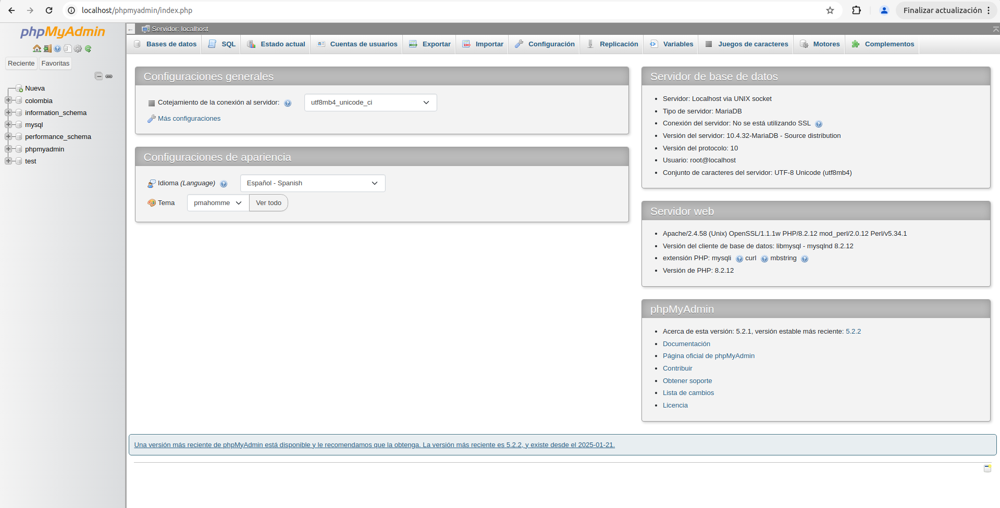 localhost/phpmyadmin/index.php
Finalizar actualización
phpMyAdmin
Reciente
Favoritas
Nueva
colombia
information_schema
mysql
performance_schema
phpmyadmin
test
Servidor: localhost
Bases de datos
SQL
Estado actual
Cuentas de usuarios
Exportar
Importar
Configuración
Replicación
Variables
Juegos de caracteres
Motores
Complementos
Configuraciones generales
Cotejamiento de la conexión al servidor:
utf8mb4_unicode_ci
Más configuraciones
Configuraciones de apariencia
Idioma (Language)
Español - Spanish
Tema
pmahomme
Ver todo
Servidor de base de datos
Servidor: Localhost via UNIX socket
Tipo de servidor: MariaDB
Conexión del servidor: No se está utilizando SSL
Versión del servidor: 10.4.32-MariaDB - Source distribution
Versión del protocolo: 10
Usuario: root@localhost
Conjunto de caracteres del servidor: UTF-8 Unicode (utf8mb4)
Servidor web
Apache/2.4.58 (Unix) OpenSSL/1.1.1w PHP/8.2.12 mod_perl/2.0.12 Perl/v5.34.1
Versión del cliente de base de datos: libmysql - mysqlnd 8.2.12
extensión PHP: mysqli curl mbstring
Versión de PHP: 8.2.12
phpMyAdmin
Acerca de esta versión: 5.2.1, versión estable más reciente: 5.2.2
Documentación
Página oficial de phpMyAdmin
Contribuir
Obtener soporte
Lista de cambios
Licencia
Una versión más reciente de phpMyAdmin está disponible y le recomendamos que la obtenga. La versión más reciente es 5.2.2, y existe desde el 2025-01-21.